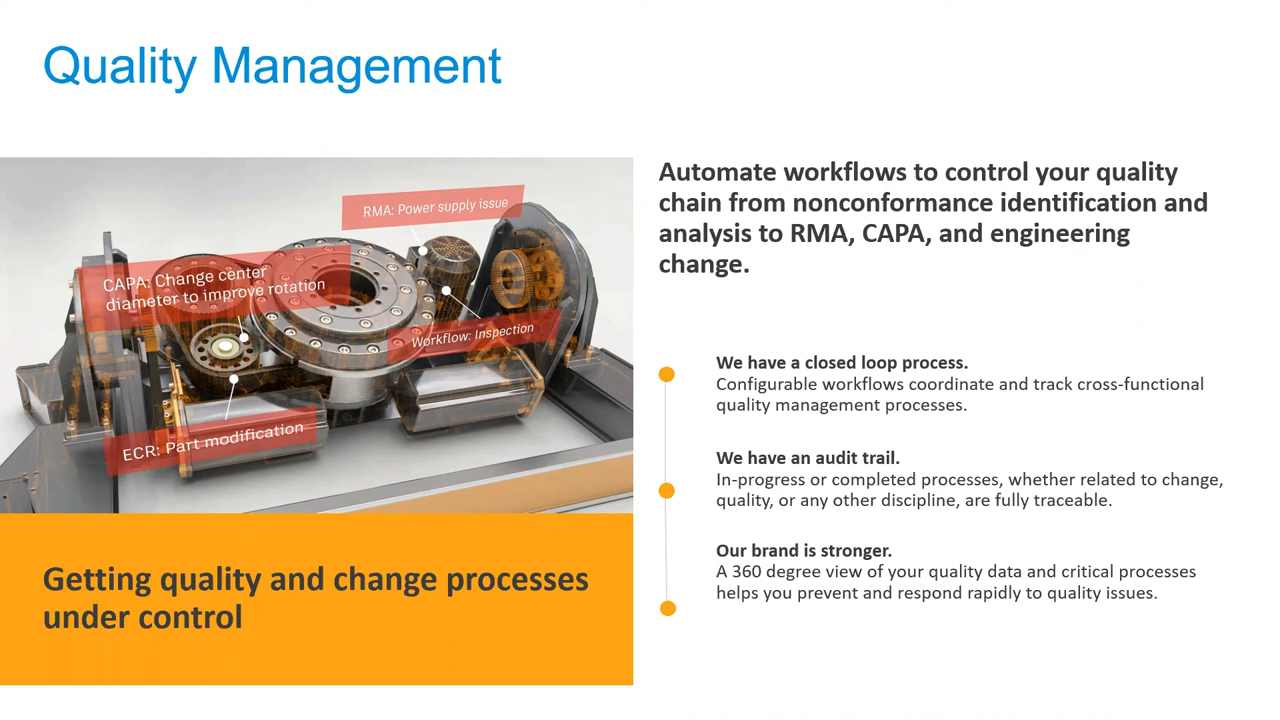 Quality Management
RMA: Power supply issue
CAPA: Change center
diameter to improve rotation
Workflow: Inspection
ECR: Part modification
Getting quality and change processes
under control
Automate workflows to control your quality
chain from nonconformance identification and
analysis to RMA, CAPA, and engineering
change.
We have a closed loop process.
Configurable workflows coordinate and track cross-functional
quality management processes.
We have an audit trail.
In-progress or completed processes, whether related to change,
quality, or any other discipline, are fully traceable.
Our brand is stronger.
A 360 degree view of your quality data and critical processes
helps you prevent and respond rapidly to quality issues.